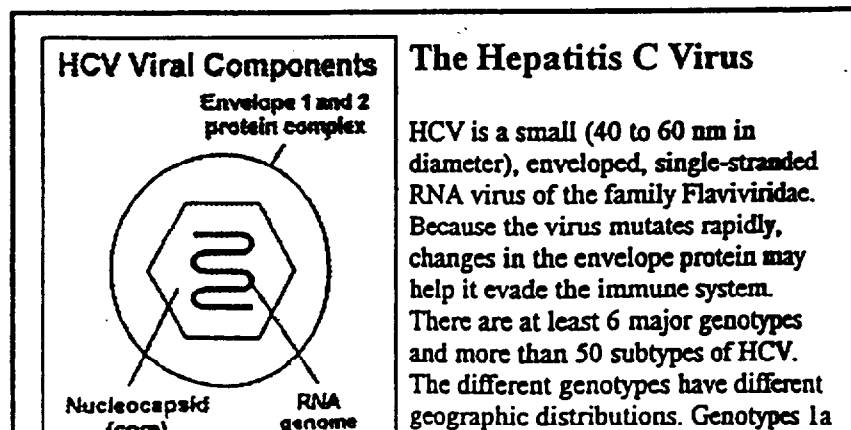 HCV Viral Components
Envelope 1 and 2
protein complex
Nucleocapsid
(core)
RNA
genome
The Hepatitis C Virus
HCV is a small (40 to 60 nm in
diameter), enveloped, single-stranded
RNA virus of the family Flaviviridae.
Because the virus mutates rapidly,
changes in the envelope protein may
help it evade the immune system.
There are at least 6 major genotypes
and more than 50 subtypes of HCV.
The different genotypes have different
geographic distributions. Genotypes 1a